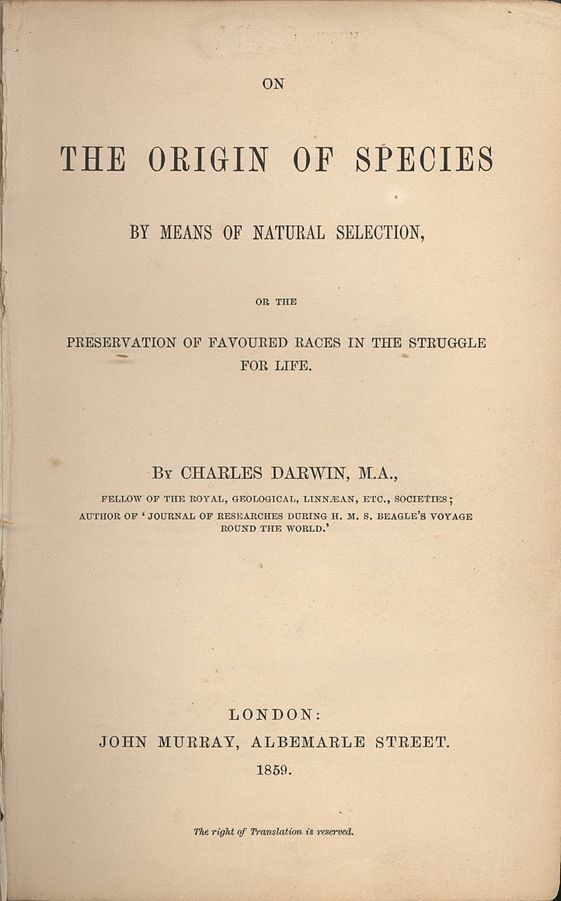 ON
THE ORIGIN OF SPECIES
BY MEANS OF NATURAL SELECTION,
OR THE
PRESERVATION OF FAVOURED RACES IN THE STRUGGLE
FOR LIFE.
By CHARLES DARWIN, M.A.,
FELLOW OF THE ROYAL, GEOLOGICAL, LINNÆAN, ETC., SOCIETIES;
AUTHOR OF ‘JOURNAL OF RESEARCHES DURING H. M. S. BEAGLE’S VOYAGE
ROUND THE WORLD.’
LONDON:
JOHN MURRAY, ALBEMARLE STREET.
1859.
The right of Translation is reserved.